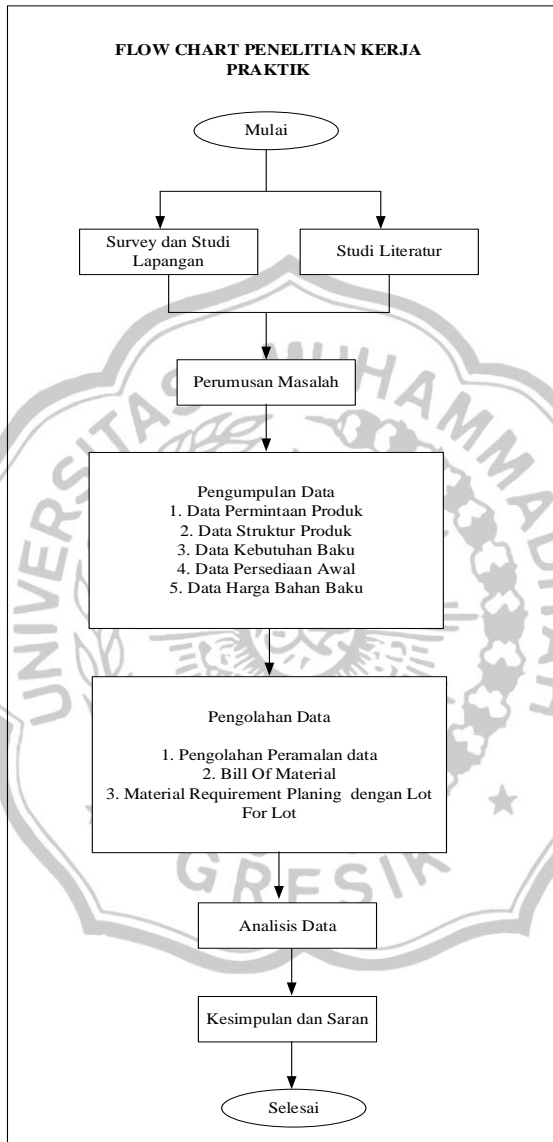 FLOW CHART PENELITIAN KERJA
PRAKTIK
Mulai
Survey dan Studi
Lapangan
Studi Literatur
Perumusan Masalah
Pengumpulan Data
1. Data Permintaan Produk
2. Data Struktur Produk
3. Data Kebutuhan Baku
4. Data Persediaan Awal
5. Data Harga Bahan Baku
Pengolahan Data
1. Pengolahan Peramalan data
2. Bill Of Material
3. Material Requirement Planing dengan Lot
For Lot
Analisis Data
Kesimpulan dan Saran
Selesai
UNIVERSITAS MUHAMMADIYAH
GRESIK